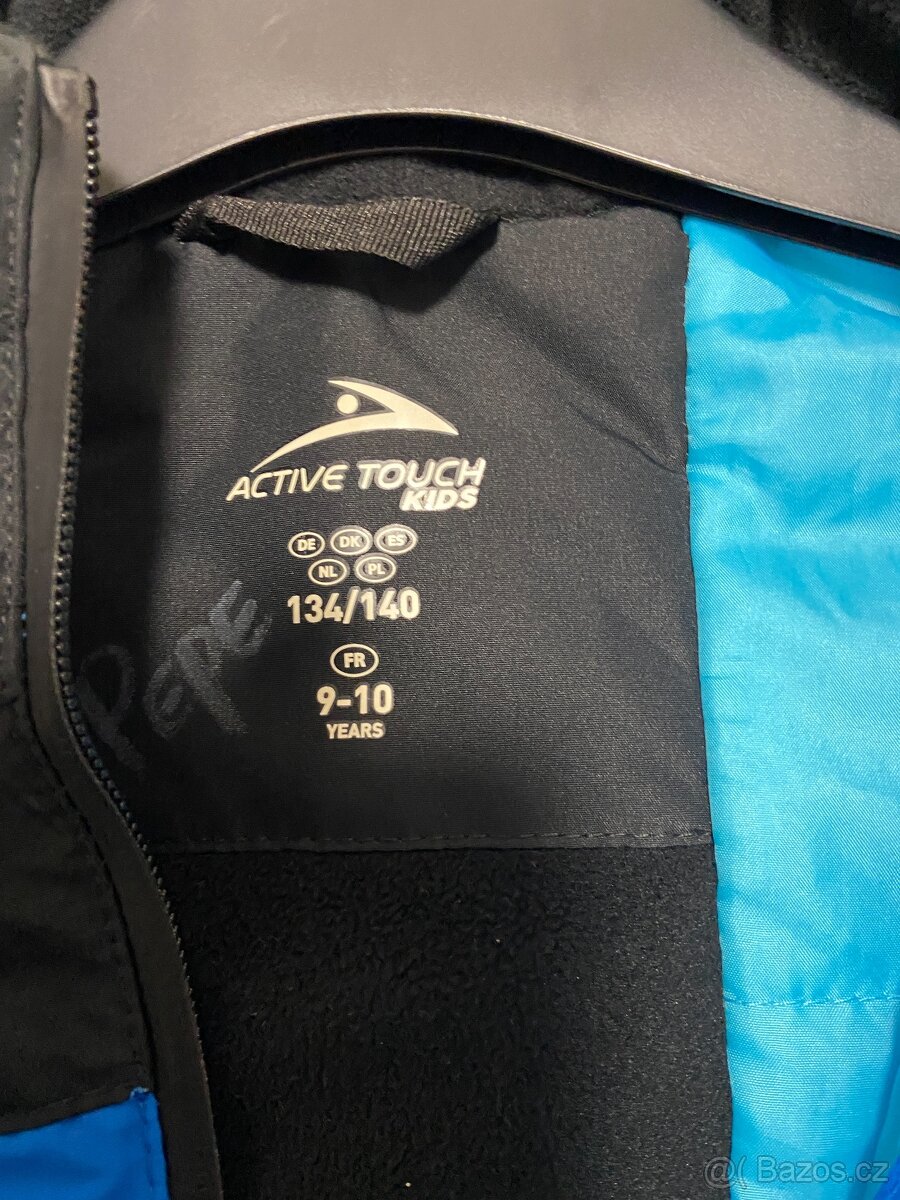 ACTIVE TOUCH
KIDS
DE DK ES
NL PL
134/140
FR
9-10
YEARS
PEPE
@( Bazos.cz